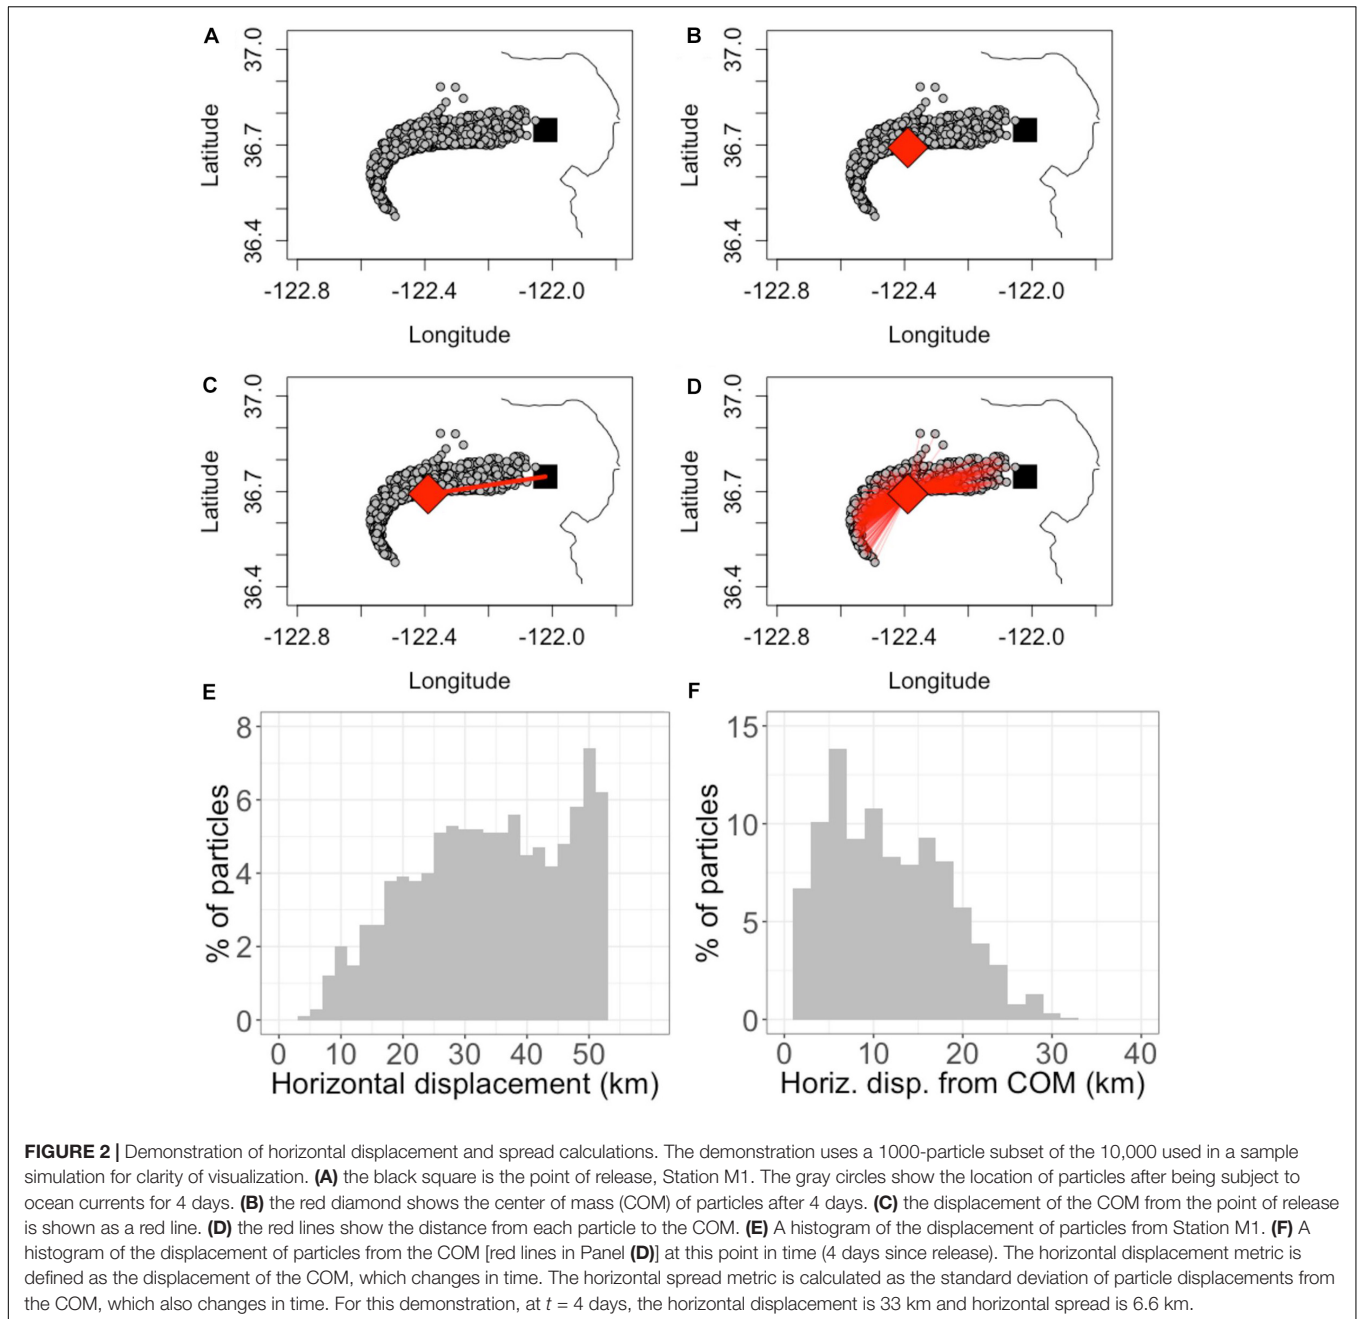 A
B
37.0
36.7
36.4
Latitude
-122.8
-122.4
-122.0
Longitude
37.0
36.7
36.4
Latitude
-122.8
-122.4
-122.0
Longitude
C
D
37.0
36.7
36.4
Latitude
-122.8
-122.4
-122.0
Longitude
37.0
36.7
36.4
Latitude
-122.8
-122.4
-122.0
Longitude
E
F
8
6
4
2
0
% of particles
0 10 20 30 40 50
Horizontal displacement (km)
15
10
5
0
% of particles
0 10 20 30 40
Horiz. disp. from COM (km)
FIGURE 2 | Demonstration of horizontal displacement and spread calculations. The demonstration uses a 1000-particle subset of the 10,000 used in a sample
simulation for clarity of visualization. (A) the black square is the point of release, Station M1. The gray circles show the location of particles after being subject to
ocean currents for 4 days. (B) the red diamond shows the center of mass (COM) of particles after 4 days. (C) the displacement of the COM from the point of release
is shown as a red line. (D) the red lines show the distance from each particle to the COM. (E) A histogram of the displacement of particles from Station M1. (F) A
histogram of the displacement of particles from the COM [red lines in Panel (D)] at this point in time (4 days since release). The horizontal displacement metric is
defined as the displacement of the COM, which changes in time. The horizontal spread metric is calculated as the standard deviation of particle displacements from
the COM, which also changes in time. For this demonstration, at t = 4 days, the horizontal displacement is 33 km and horizontal spread is 6.6 km.